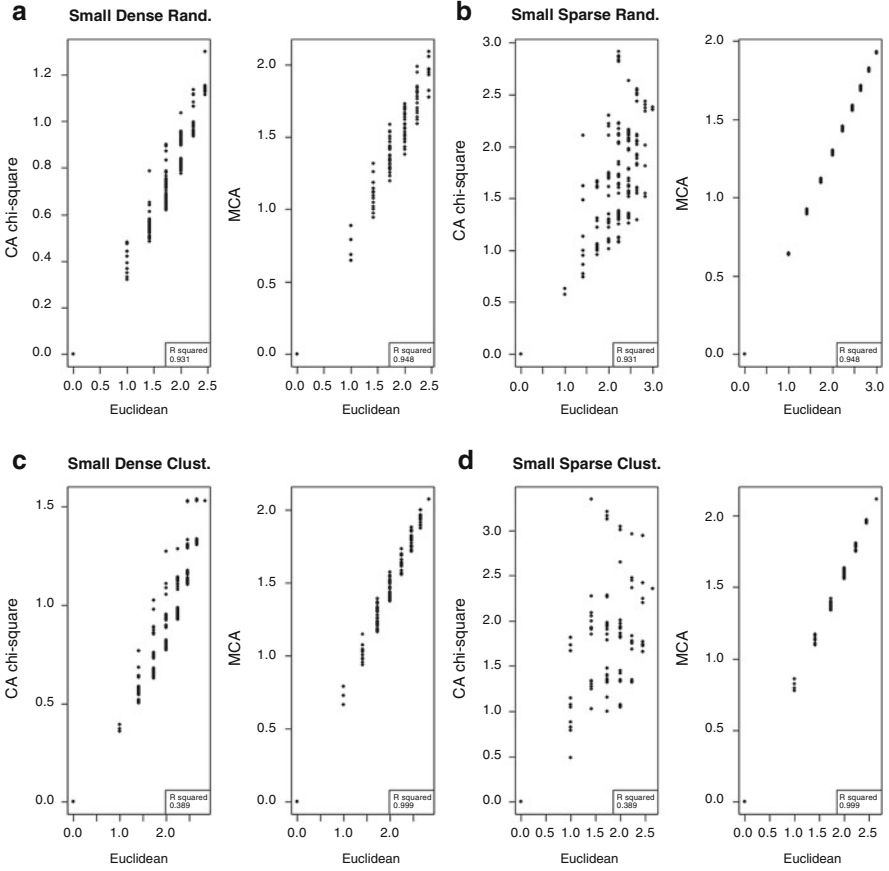 a Small Dense Rand.
CA chi-square
1.2
1.0
0.8
0.6
0.4
0.2
0.0
R squared
0.931
0.0 0.5 1.0 1.5 2.0 2.5
Euclidean
MCA
2.0
1.5
1.0
0.5
0.0
R squared
0.948
0.0 0.5 1.0 1.5 2.0 2.5
Euclidean
b Small Sparse Rand.
CA chi-square
3.0
2.5
2.0
1.5
1.0
0.5
0.0
R squared
0.931
0.0 1.0 2.0 3.0
Euclidean
MCA
2.0
1.5
1.0
0.5
0.0
R squared
0.948
0.0 1.0 2.0 3.0
Euclidean
c Small Dense Clust.
CA chi-square
1.5
1.0
0.5
0.0
R squared
0.389
0.0 1.0 2.0
Euclidean
MCA
2.0
1.5
1.0
0.5
0.0
R squared
0.999
0.0 1.0 2.0
Euclidean
d Small Sparse Clust.
CA chi-square
3.0
2.5
2.0
1.5
1.0
0.5
0.0
R squared
0.389
0.0 0.5 1.0 1.5 2.0 2.5
Euclidean
MCA
2.0
1.5
1.0
0.5
0.0
R squared
0.999
0.0 0.5 1.0 1.5 2.0 2.5
Euclidean